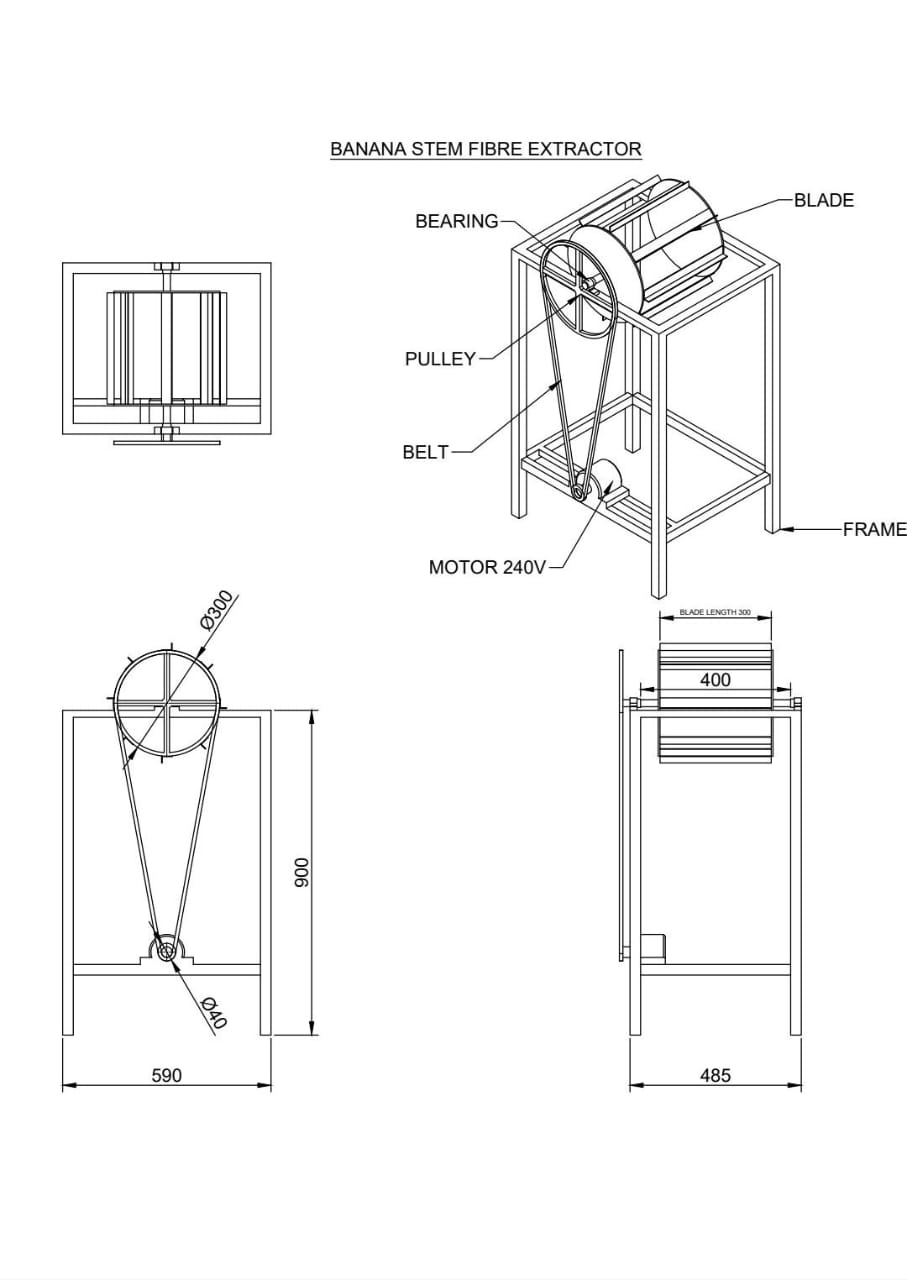 BANANA STEM FIBRE EXTRACTOR
BLADE
BEARING
PULLEY
BELT
FRAME
MOTOR 240V
Ø300
BLADE LENGTH 300
400
900
Ø40
590
485